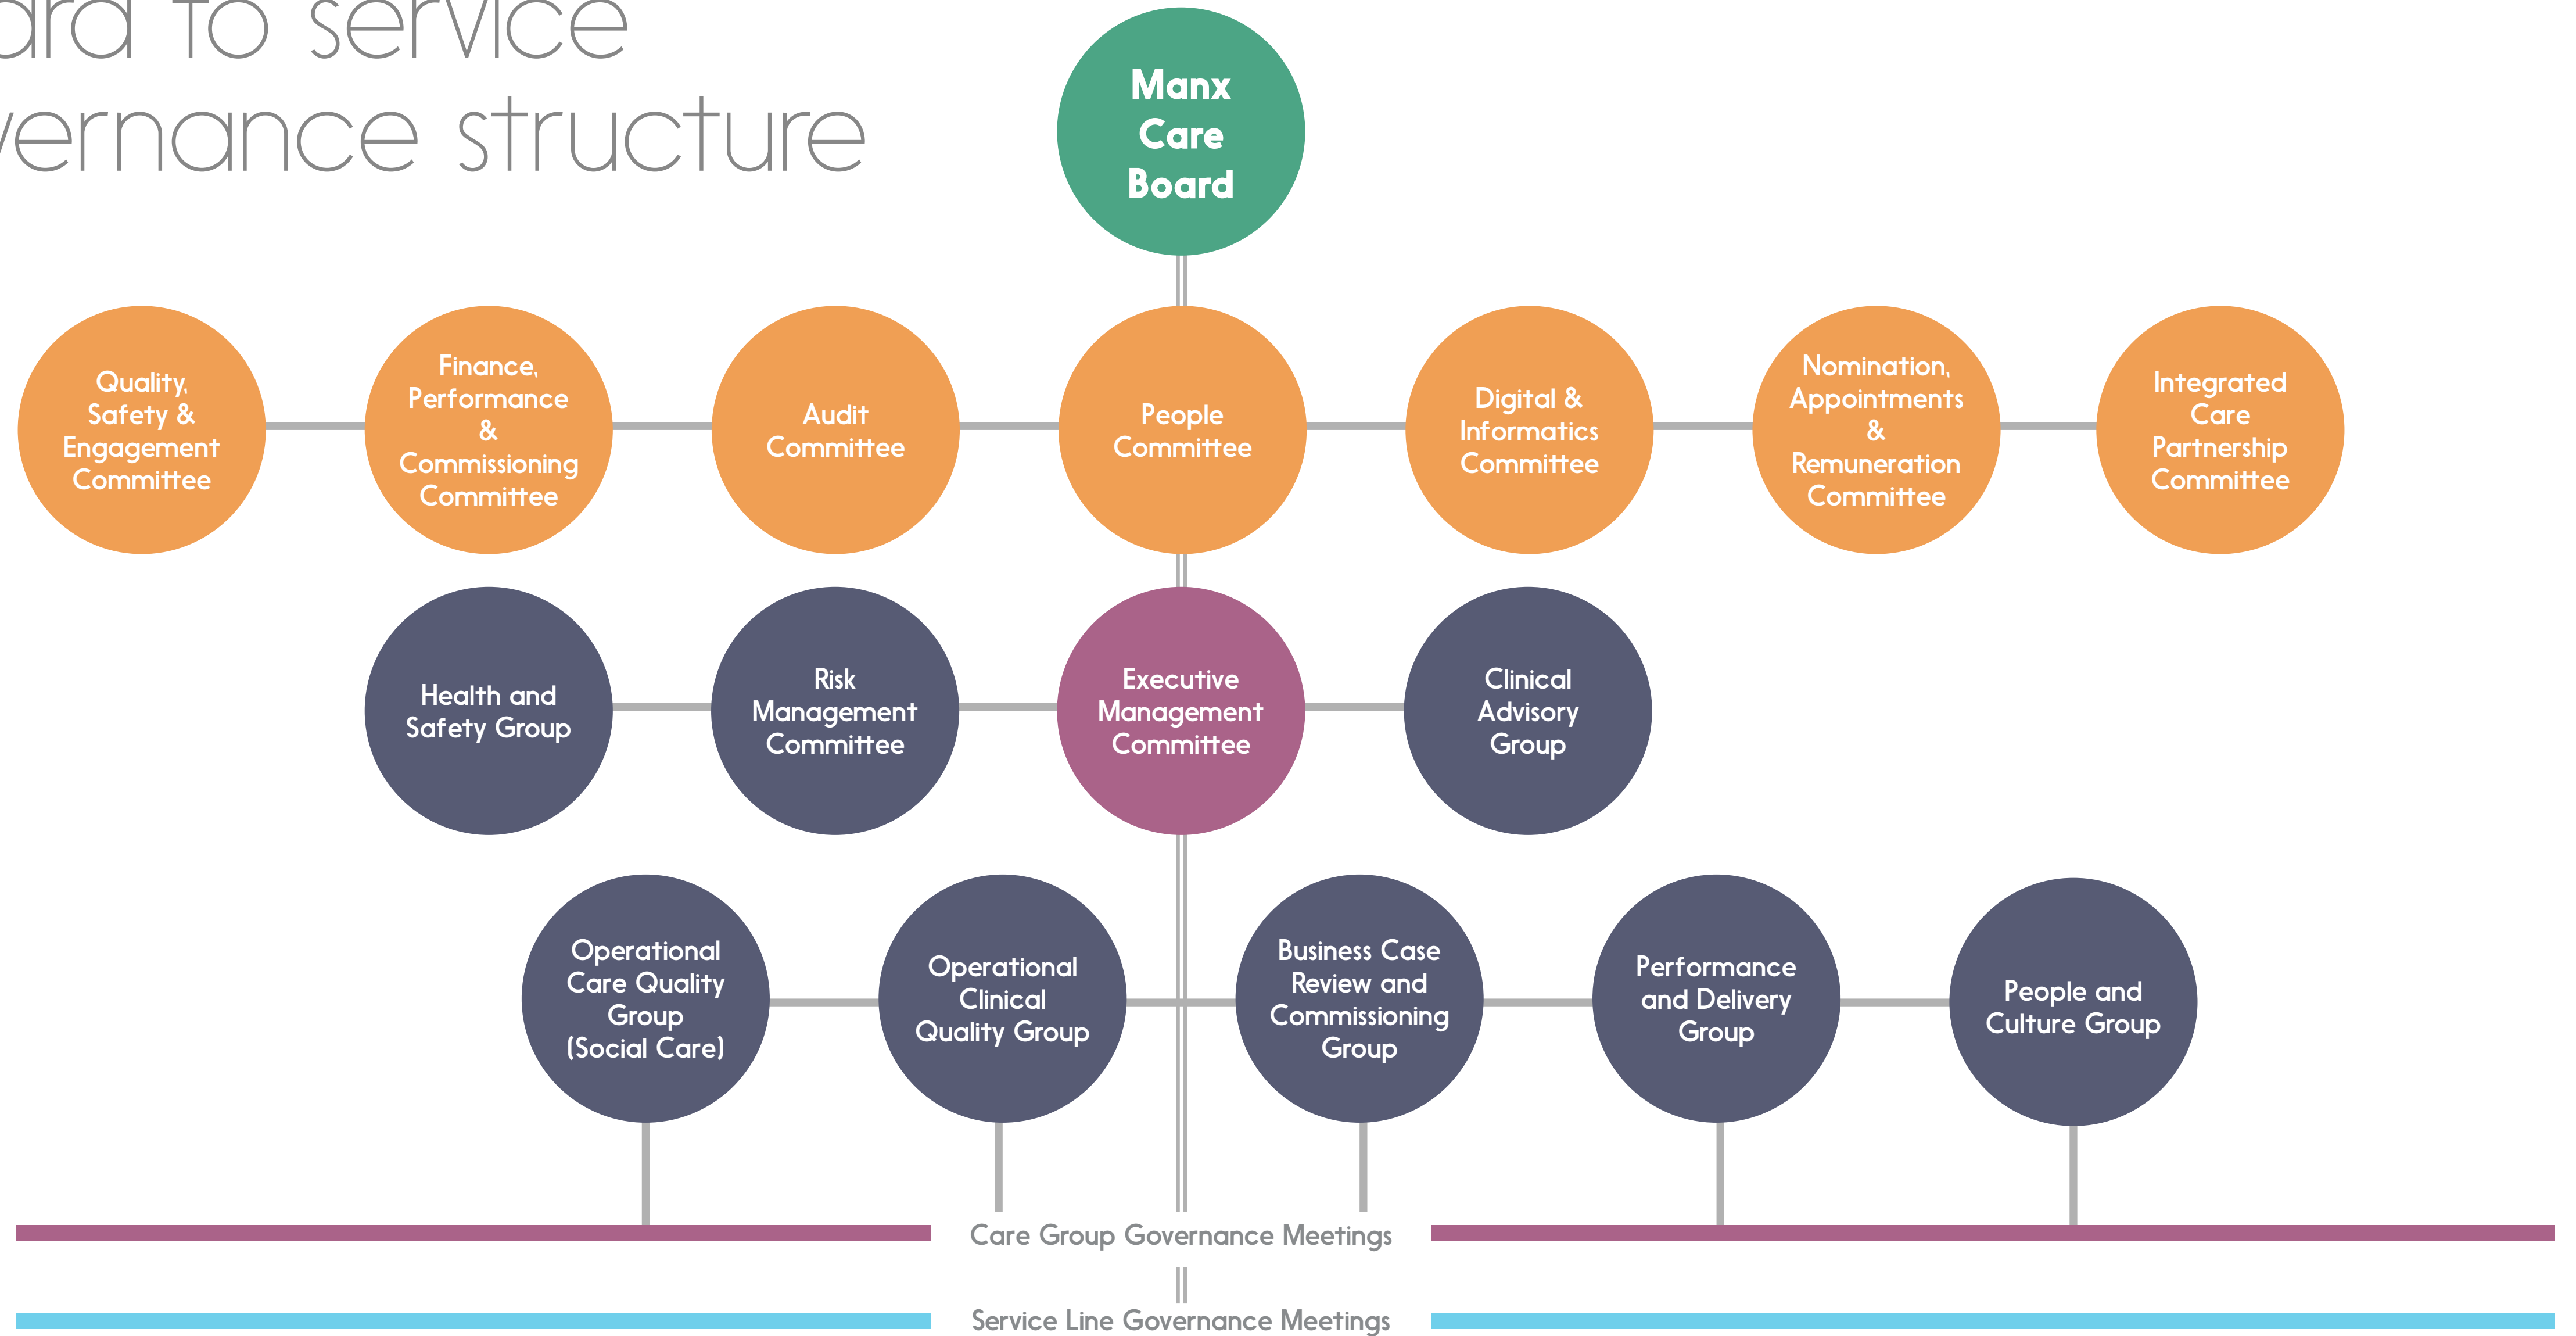 to service
structure
Manx
Care
Board
Quality,
Safety &
Engagement
Committee
Finance,
Performance
&
Commissioning
Committee
Audit
Committee
People
Committee
Digital &
Informatics
Committee
Nomination,
Appointments
&
Remuneration
Committee
Integrated
Care
Partnership
Committee
Health and
Safety Group
Risk
Management
Committee
Executive
Management
Committee
Clinical
Advisory
Group
Operational
Care Quality
Group
(Social Care)
Operational
Clinical
Quality Group
Business Case
Review and
Commissioning
Group
Performance
and Delivery
Group
People and
Culture Group
Care Group Governance Meetings
Service Line Governance Meetings